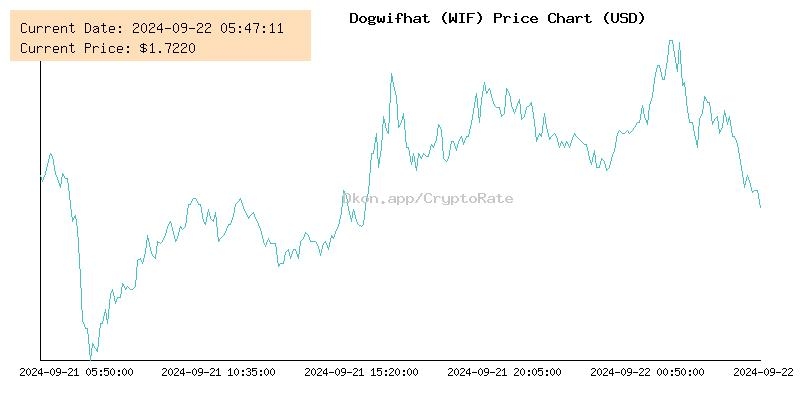 Dogwifhat (WIF) Price Chart (USD)
Current Date: 2024-09-22 05:47:11
Current Price: $1.7220
Dkon.app/CryptoRate
2024-09-21 05:50:00 2024-09-21 10:35:00 2024-09-21 15:20:00 2024-09-21 20:05:00 2024-09-22 00:50:00 2024-09-22